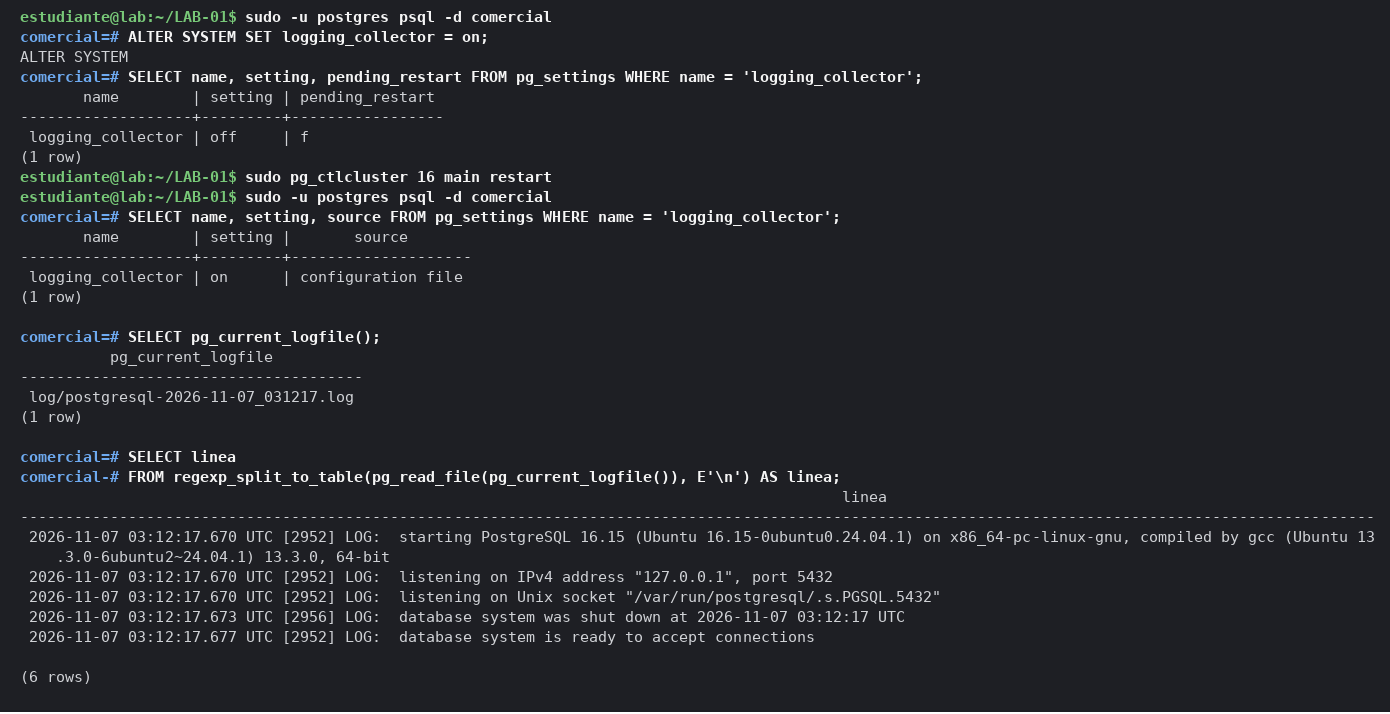 estudiante@lab:~/LAB-01$ sudo -u postgres psql -d comercial
comercial=# ALTER SYSTEM SET logging_collector = on;
ALTER SYSTEM
comercial=# SELECT name, setting, pending_restart FROM pg_settings WHERE name = 'logging_collector';
       name        | setting | pending_restart
-------------------+---------+-----------------
 logging_collector | off     | f
(1 row)
estudiante@lab:~/LAB-01$ sudo pg_ctlcluster 16 main restart
estudiante@lab:~/LAB-01$ sudo -u postgres psql -d comercial
comercial=# SELECT name, setting, source FROM pg_settings WHERE name = 'logging_collector';
       name        | setting |       source
-------------------+---------+--------------------
 logging_collector | on      | configuration file
(1 row)
comercial=# SELECT pg_current_logfile();
          pg_current_logfile
--------------------------------------
 log/postgresql-2026-11-07_031217.log
(1 row)
comercial=# SELECT linea
comercial-# FROM regexp_split_to_table(pg_read_file(pg_current_logfile()), E'\n') AS linea;
                                                                                           linea
------------------------------------------------------------------------------------------------------------------------------------------------------
 2026-11-07 03:12:17.670 UTC [2952] LOG:  starting PostgreSQL 16.15 (Ubuntu 16.15-0ubuntu0.24.04.1) on x86_64-pc-linux-gnu, compiled by gcc (Ubuntu 13
    .3.0-6ubuntu2~24.04.1) 13.3.0, 64-bit
 2026-11-07 03:12:17.670 UTC [2952] LOG:  listening on IPv4 address "127.0.0.1", port 5432
 2026-11-07 03:12:17.670 UTC [2952] LOG:  listening on Unix socket "/var/run/postgresql/.s.PGSQL.5432"
 2026-11-07 03:12:17.673 UTC [2956] LOG:  database system was shut down at 2026-11-07 03:12:17 UTC
 2026-11-07 03:12:17.677 UTC [2952] LOG:  database system is ready to accept connections
(6 rows)